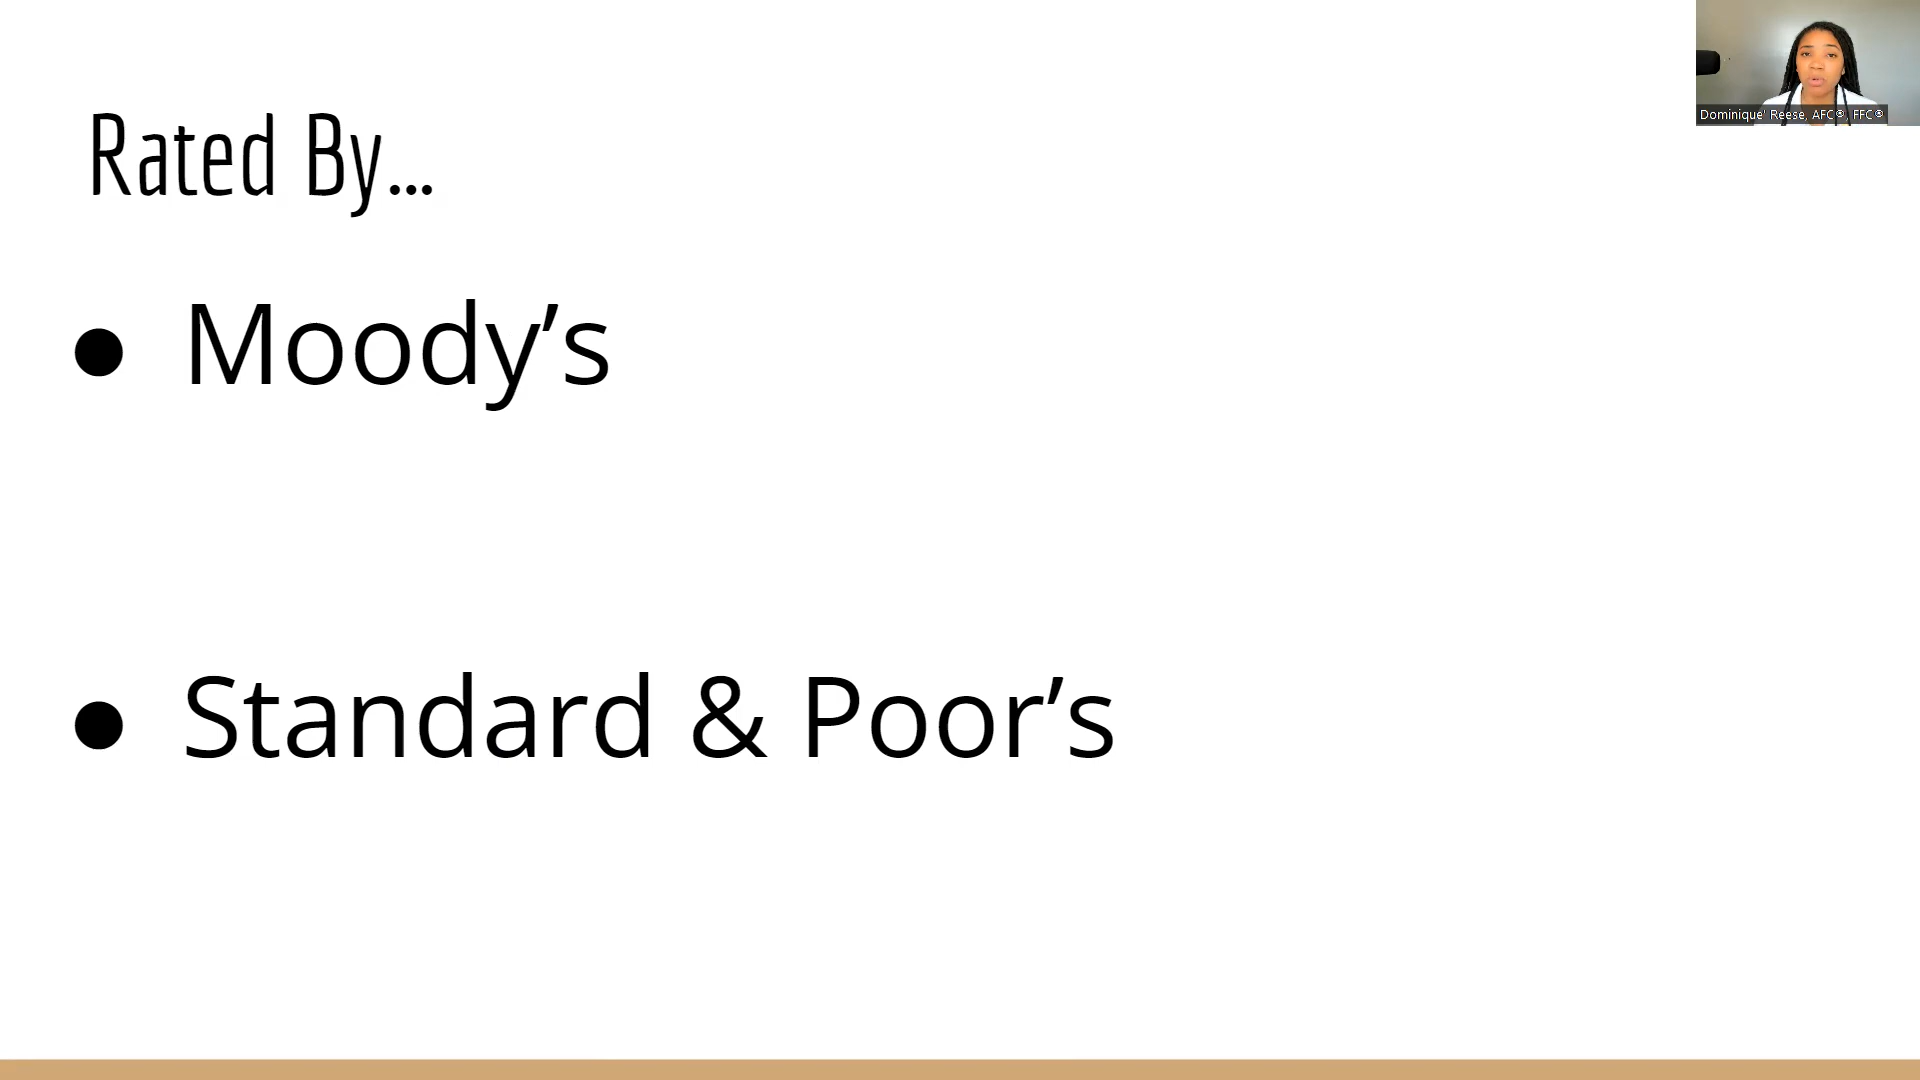 Dominique' Reese, AFC®, FFC®
Rated By...
● Moody’s
● Standard & Poor’s